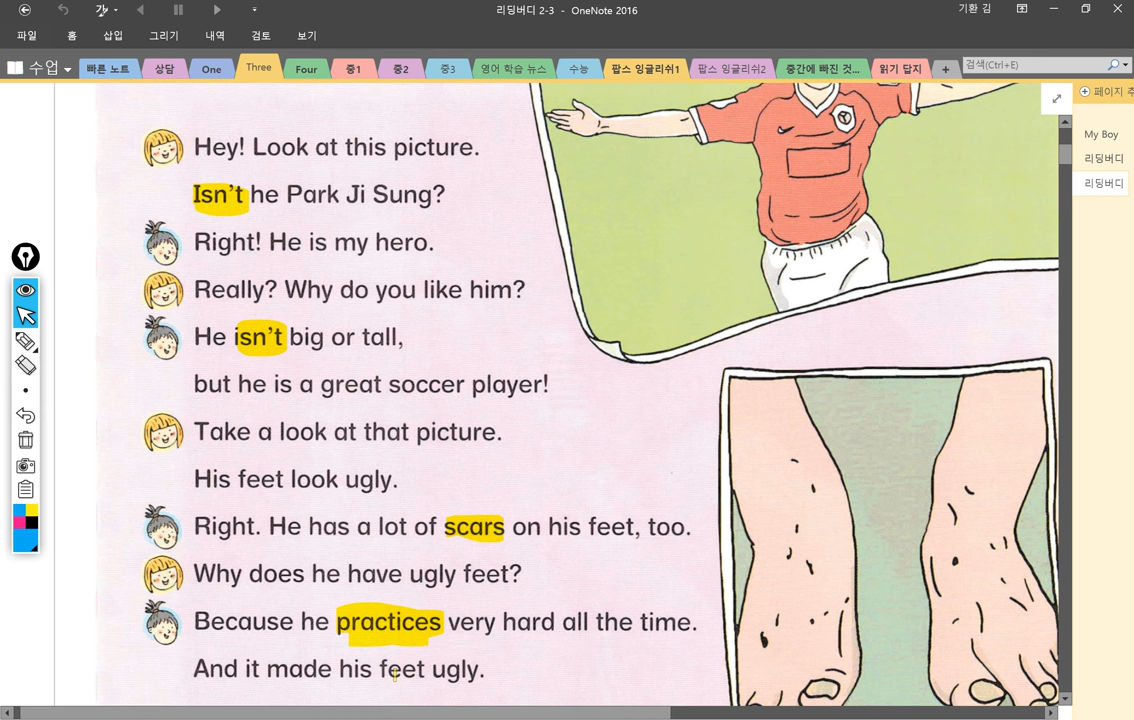 리딩버디 2-3 - OneNote 2016
기환 김
파일 홈 삽입 그리기 내역 검토 보기
수업 빠른 노트 상담 One Three Four 중1 중2 중3 영어 학습 뉴스 수능 팝스 잉글리쉬1 팝스 잉글리쉬2 중간에 빠진 것... 읽기 답지 + 검색(Ctrl+E)
페이지 추
My Boy
리딩버디
리딩버디
Hey! Look at this picture.
Isn't he Park Ji Sung?
Right! He is my hero.
Really? Why do you like him?
He isn't big or tall,
but he is a great soccer player!
Take a look at that picture.
His feet look ugly.
Right. He has a lot of scars on his feet, too.
Why does he have ugly feet?
Because he practices very hard all the time.
And it made his feet ugly.